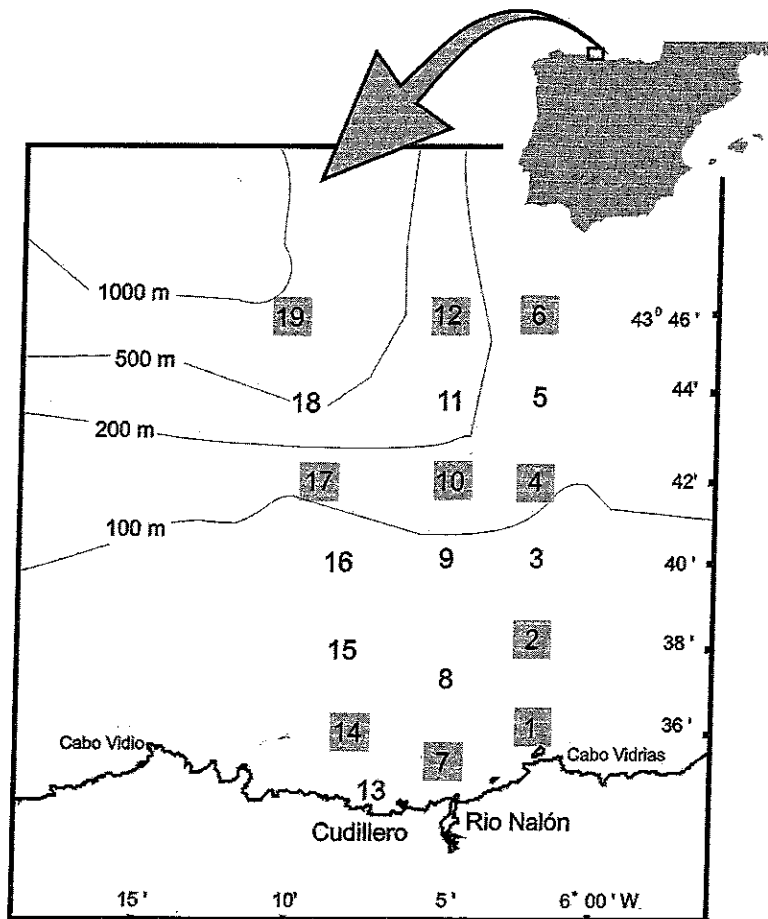 1000 m
19 12 6 43° 46'
500 m
18 11 5 44'
200 m
17 10 4 42'
100 m
16 9 3 40'
2 38'
15
8
14 1 36'
Cabo Vidio
7 Cabo Vidrias
13
Cudillero Rio Nalón
15' 10' 5' 6° 00' W